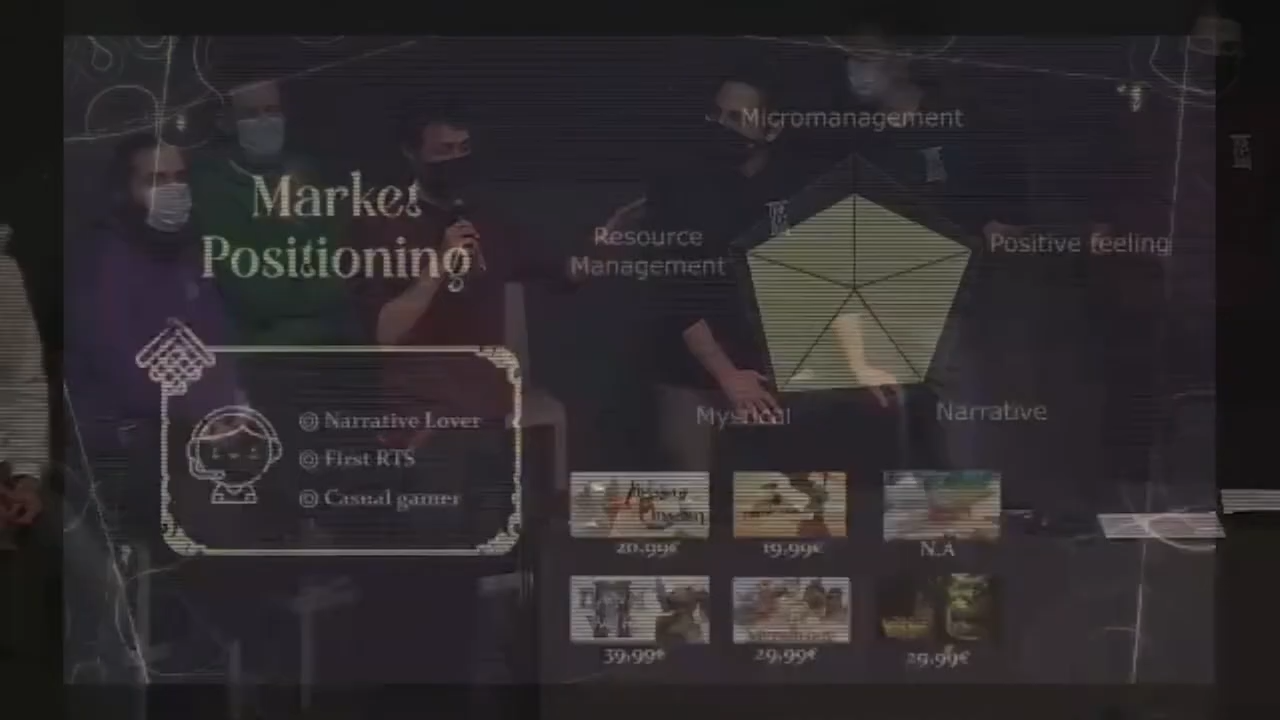 Market
Positioning
Narrative Lover
First RTS
Casual gamer
Micromanagement
Resource
Management
Positive feeling
Mystical
Narrative
20,99€
19,99€
N.A
39,99€
29,99€
29,99€